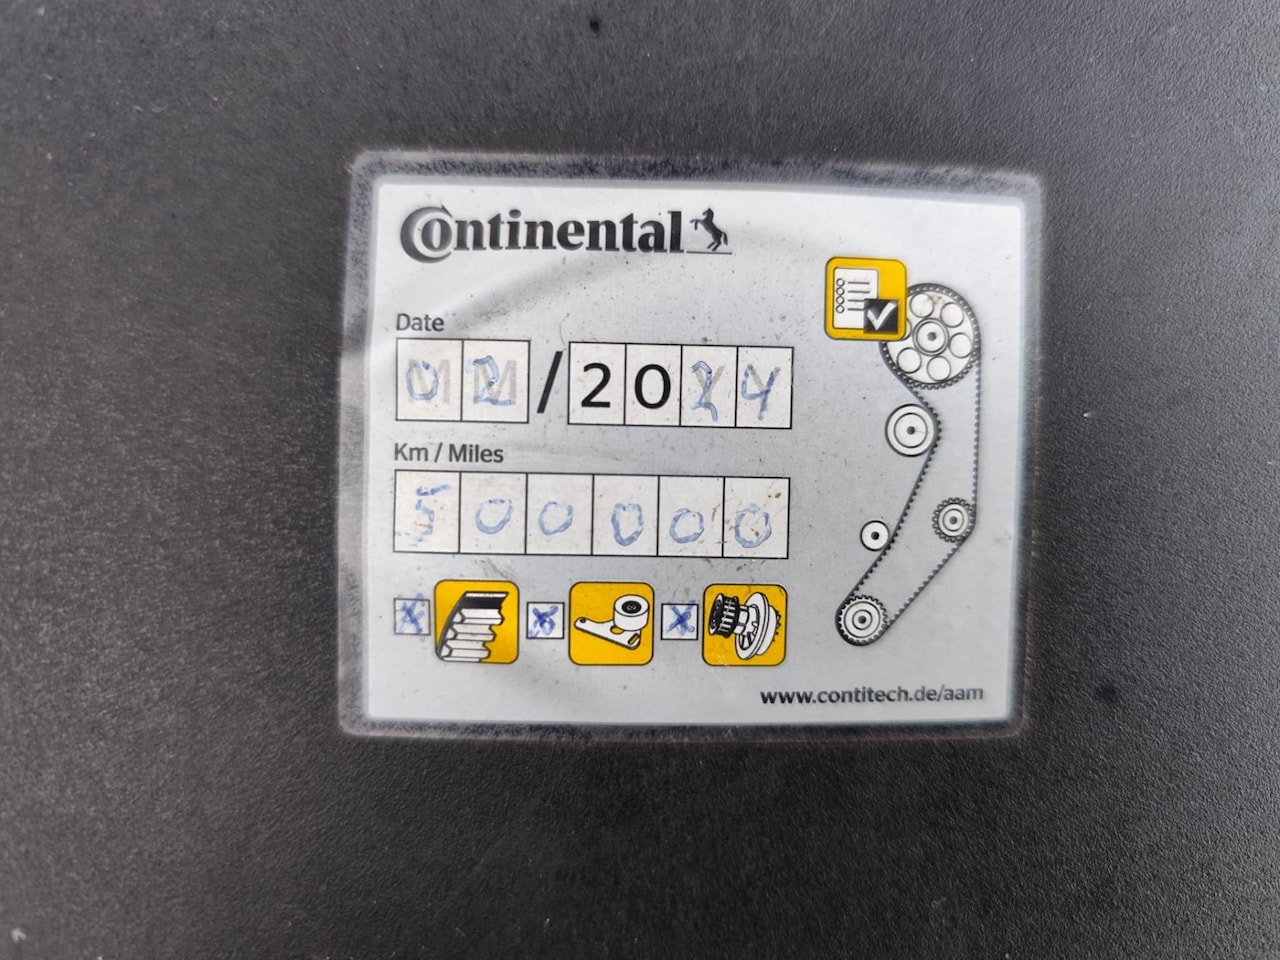 Continental
Date
02/2024
Km / Miles
500000
www.contitech.de/aam